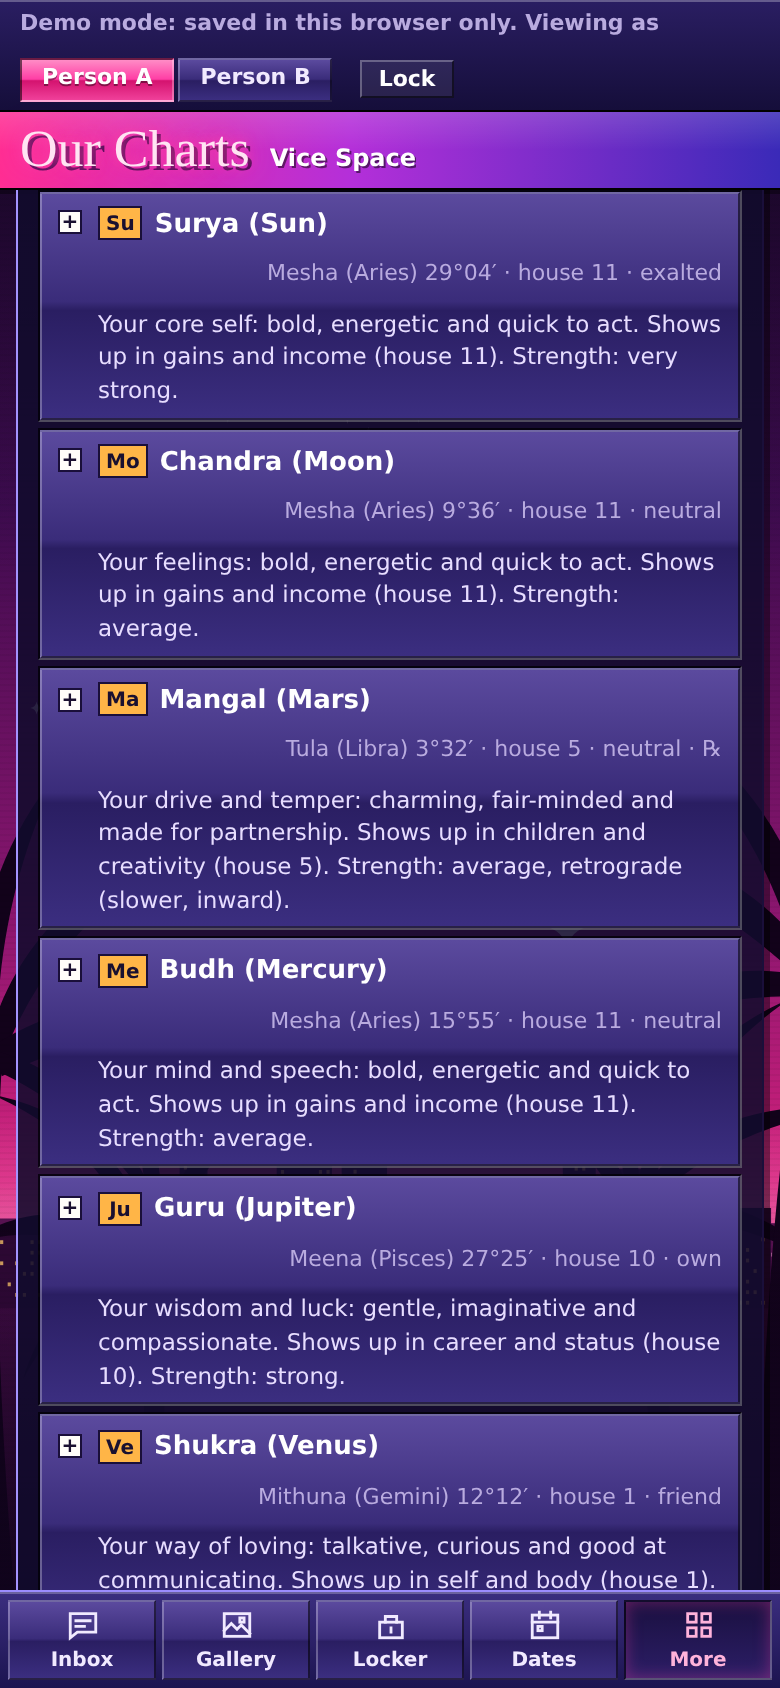 Demo mode: saved in this browser only. Viewing as
Person A
Person B
Lock
Our Charts
Vice Space
+ Su Surya (Sun)
Mesha (Aries) 29°04′ · house 11 · exalted
Your core self: bold, energetic and quick to act. Shows
up in gains and income (house 11). Strength: very
strong.
+ Mo Chandra (Moon)
Mesha (Aries) 9°36′ · house 11 · neutral
Your feelings: bold, energetic and quick to act. Shows
up in gains and income (house 11). Strength:
average.
+ Ma Mangal (Mars)
Tula (Libra) 3°32′ · house 5 · neutral · ℞
Your drive and temper: charming, fair-minded and
made for partnership. Shows up in children and
creativity (house 5). Strength: average, retrograde
(slower, inward).
+ Me Budh (Mercury)
Mesha (Aries) 15°55′ · house 11 · neutral
Your mind and speech: bold, energetic and quick to
act. Shows up in gains and income (house 11).
Strength: average.
+ Ju Guru (Jupiter)
Meena (Pisces) 27°25′ · house 10 · own
Your wisdom and luck: gentle, imaginative and
compassionate. Shows up in career and status (house
10). Strength: strong.
+ Ve Shukra (Venus)
Mithuna (Gemini) 12°12′ · house 1 · friend
Your way of loving: talkative, curious and good at
communicating. Shows up in self and body (house 1).
Inbox
Gallery
Locker
Dates
More